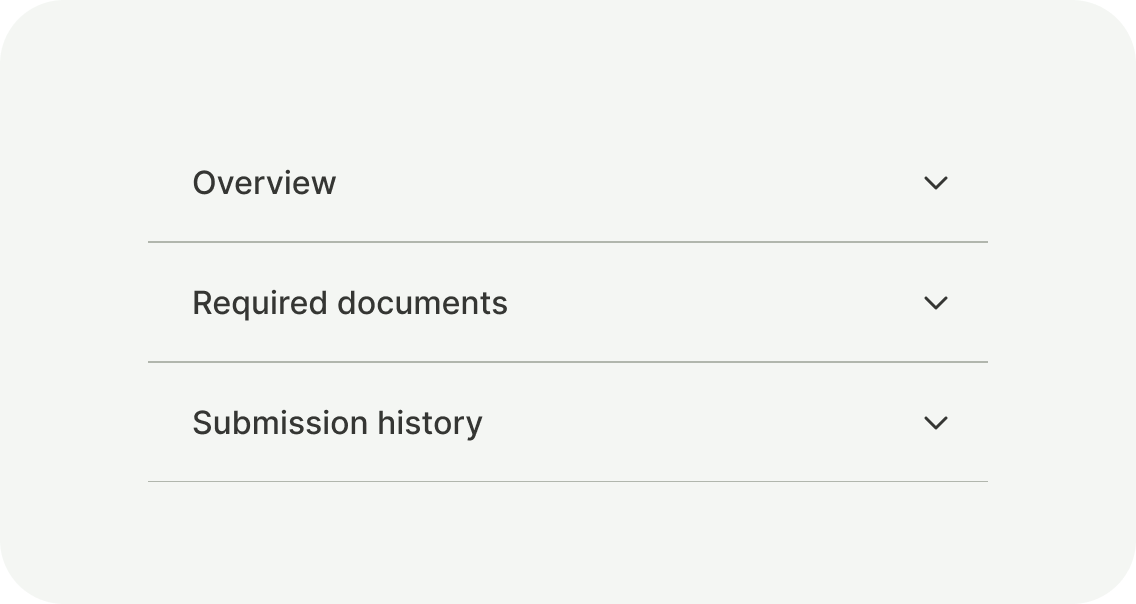 Overview
Required documents
Submission history